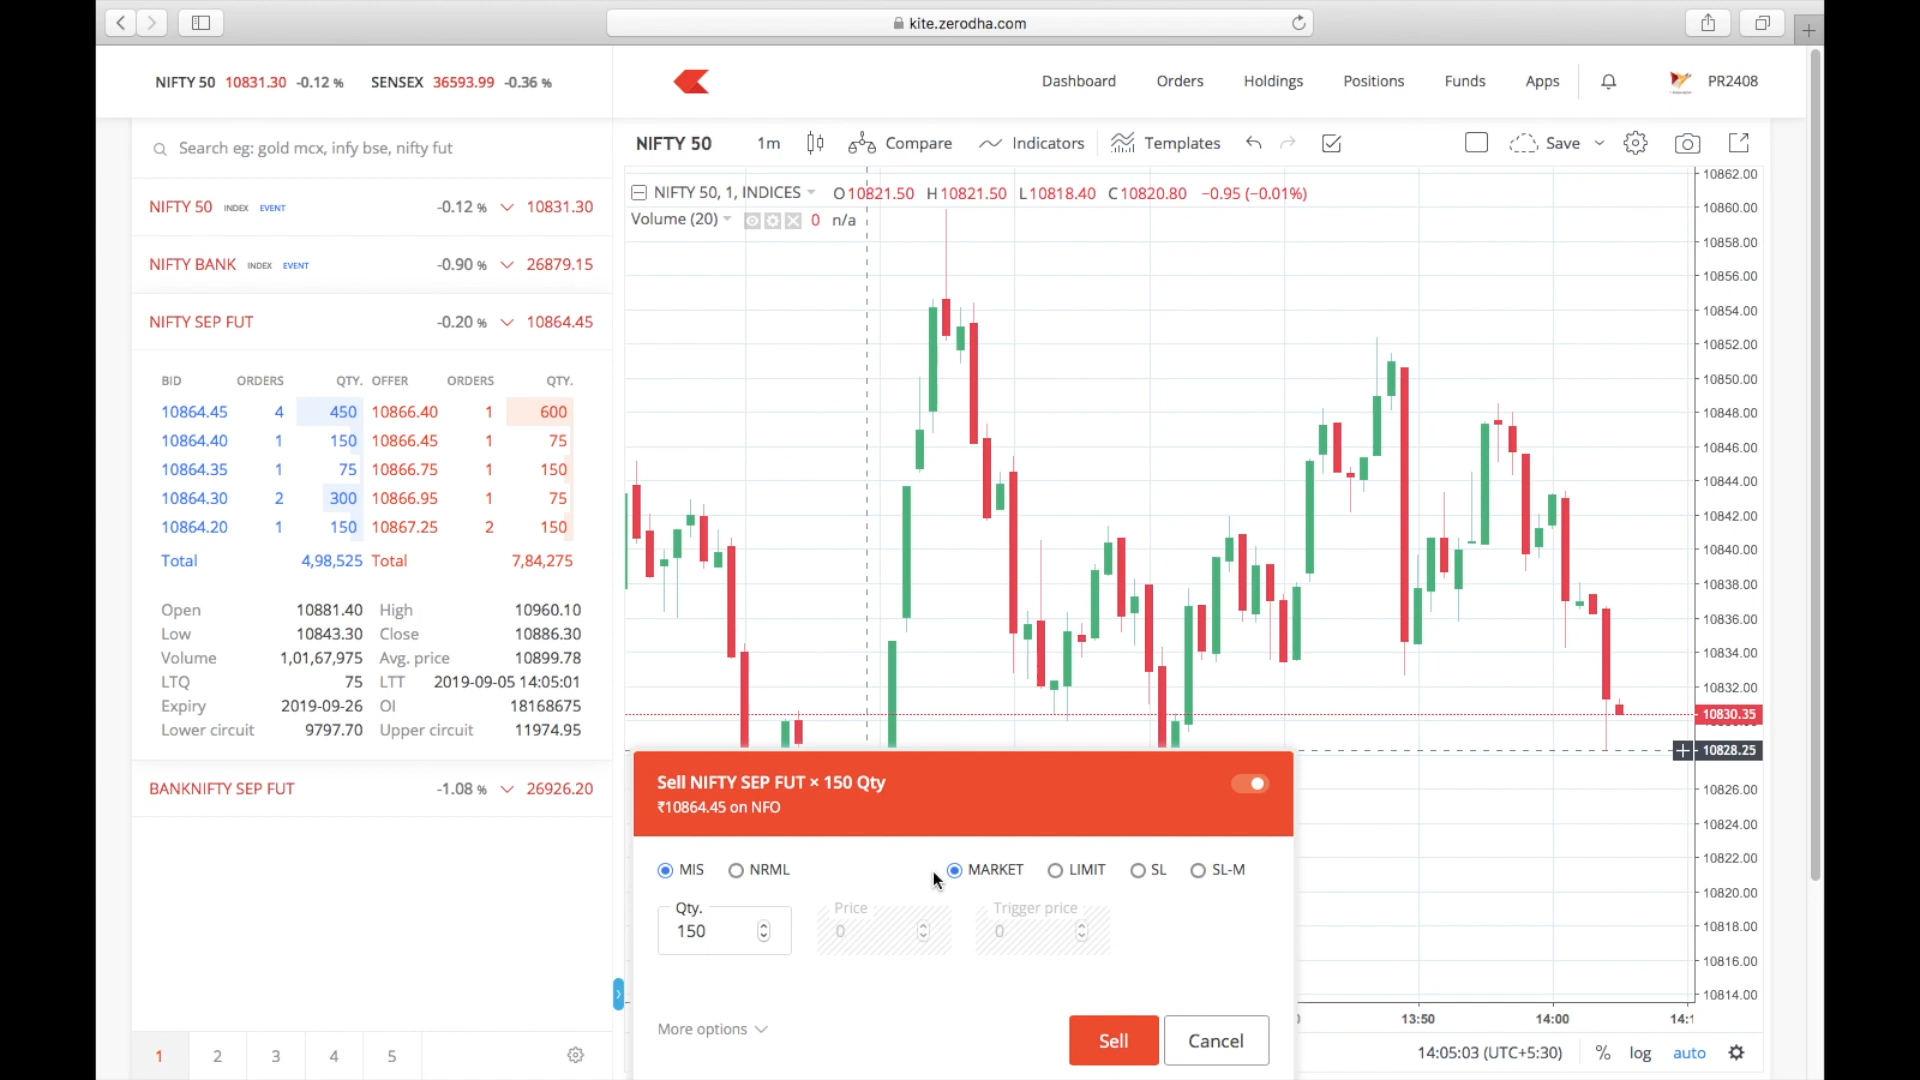 kite.zerodha.com
NIFTY 50 10831.30 -0.12 % SENSEX 36593.99 -0.36 %
Dashboard Orders Holdings Positions Funds Apps PR2408
Search eg: gold mcx, infy bse, nifty fut
NIFTY 50 INDEX EVENT -0.12 % 10831.30
NIFTY BANK INDEX EVENT -0.90 % 26879.15
NIFTY SEP FUT -0.20 % 10864.45
BID ORDERS QTY. OFFER ORDERS QTY.
10864.45 4 450 10866.40 1 600
10864.40 1 150 10866.45 1 75
10864.35 1 75 10866.75 1 150
10864.30 2 300 10866.95 1 75
10864.20 1 150 10867.25 2 150
Total 4,98,525 Total 7,84,275
Open 10881.40 High 10960.10
Low 10843.30 Close 10886.30
Volume 1,01,67,975 Avg. price 10899.78
LTQ 75 LTT 2019-09-05 14:05:01
Expiry 2019-09-26 OI 18168675
Lower circuit 9797.70 Upper circuit 11974.95
BANKNIFTY SEP FUT -1.08 % 26926.20
1 2 3 4 5
NIFTY 50 1m Compare Indicators Templates Save
NIFTY 50, 1, INDICES O10821.50 H10821.50 L10818.40 C10820.80 −0.95 (−0.01%)
Volume (20) 0 n/a
10862.00
10860.00
10858.00
10856.00
10854.00
10852.00
10850.00
10848.00
10846.00
10844.00
10842.00
10840.00
10838.00
10836.00
10834.00
10832.00
10830.35
10828.25
10826.00
10824.00
10822.00
10820.00
10818.00
10816.00
10814.00
13:50 14:00 14:1
14:05:03 (UTC+5:30) % log auto
Sell NIFTY SEP FUT × 150 Qty
₹10864.45 on NFO
MIS NRML MARKET LIMIT SL SL-M
Qty. Price Trigger price
150 0 0
More options Sell Cancel